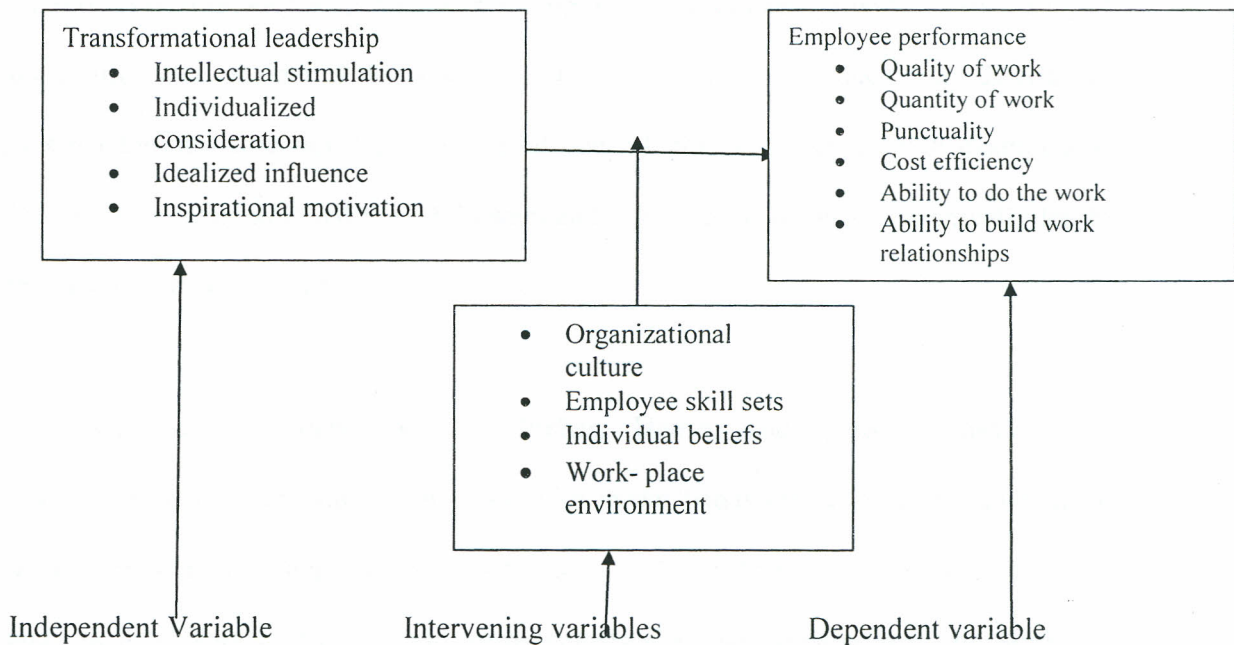 Transformational leadership
• Intellectual stimulation
• Individualized
consideration
• Idealized influence
• Inspirational motivation
Employee performance
• Quality of work
• Quantity of work
• Punctuality
• Cost efficiency
• Ability to do the work
• Ability to build work
relationships
• Organizational
culture
• Employee skill sets
• Individual beliefs
• Work- place
environment
Independent Variable
Intervening variables
Dependent variable